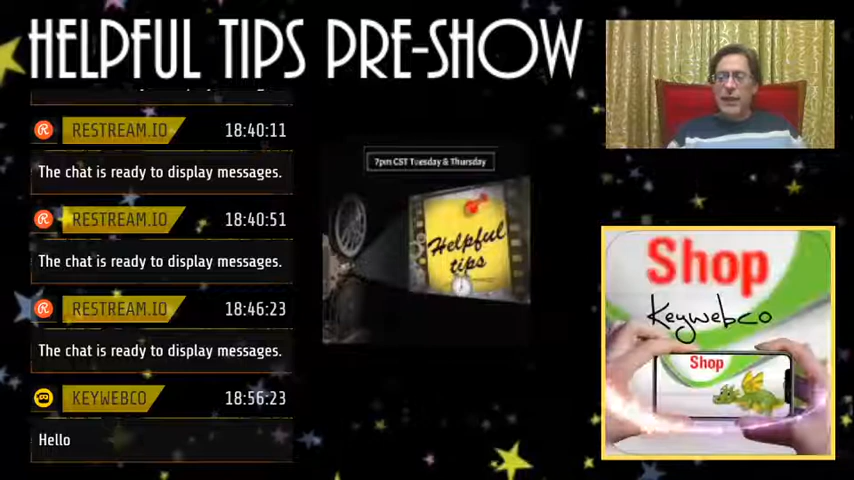 HELPFUL TIPS PRE-SHOW
RESTREAM.IO 18:40:11
The chat is ready to display messages.
RESTREAM.IO 18:40:51
The chat is ready to display messages.
RESTREAM.IO 18:46:23
The chat is ready to display messages.
KEYWEBCO 18:56:23
Hello
7pm CST Tuesday & Thursday
Helpful
tips
Shop
Keywebco
Shop